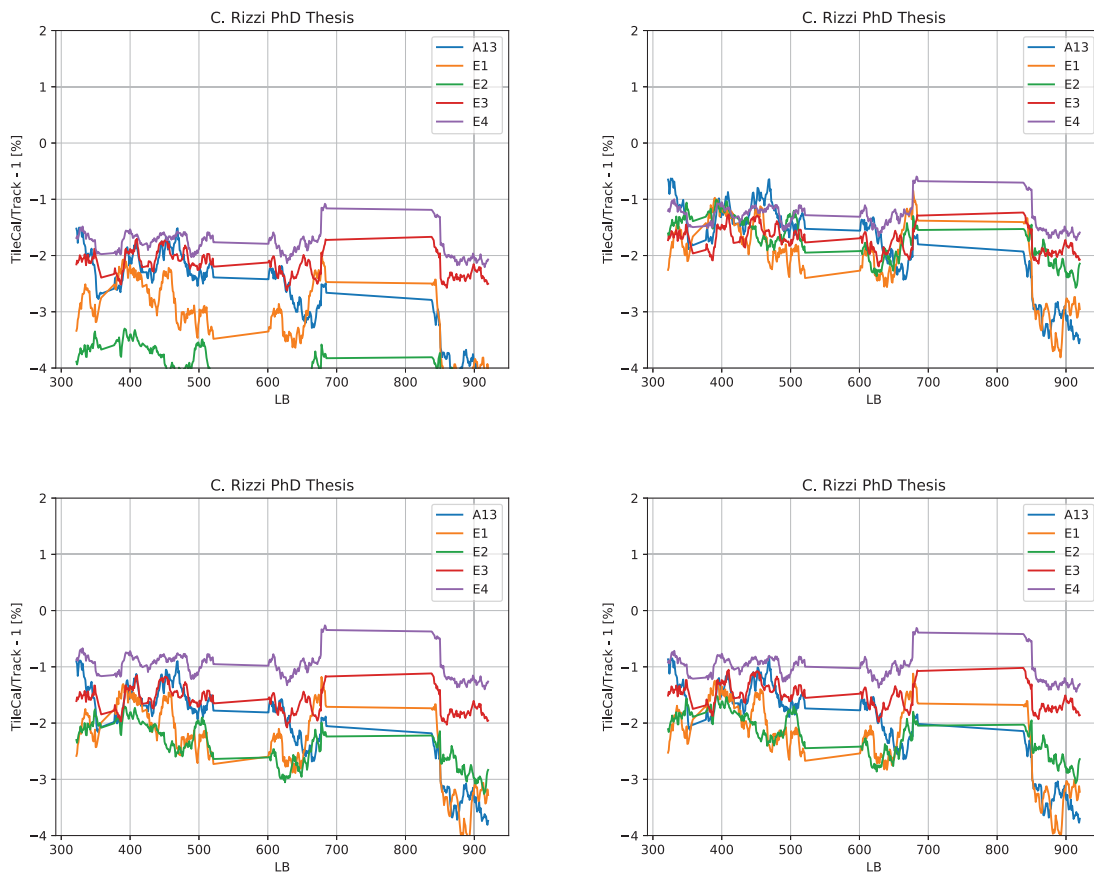 C. Rizzi PhD Thesis
2
1
0
−1
−2
−3
−4
TileCal/Track - 1 [%]
A13
E1
E2
E3
E4
300 400 500 600 700 800 900
LB
C. Rizzi PhD Thesis
2
1
0
−1
−2
−3
−4
TileCal/Track - 1 [%]
A13
E1
E2
E3
E4
300 400 500 600 700 800 900
LB
C. Rizzi PhD Thesis
2
1
0
−1
−2
−3
−4
TileCal/Track - 1 [%]
A13
E1
E2
E3
E4
300 400 500 600 700 800 900
LB
C. Rizzi PhD Thesis
2
1
0
−1
−2
−3
−4
TileCal/Track - 1 [%]
A13
E1
E2
E3
E4
300 400 500 600 700 800 900
LB